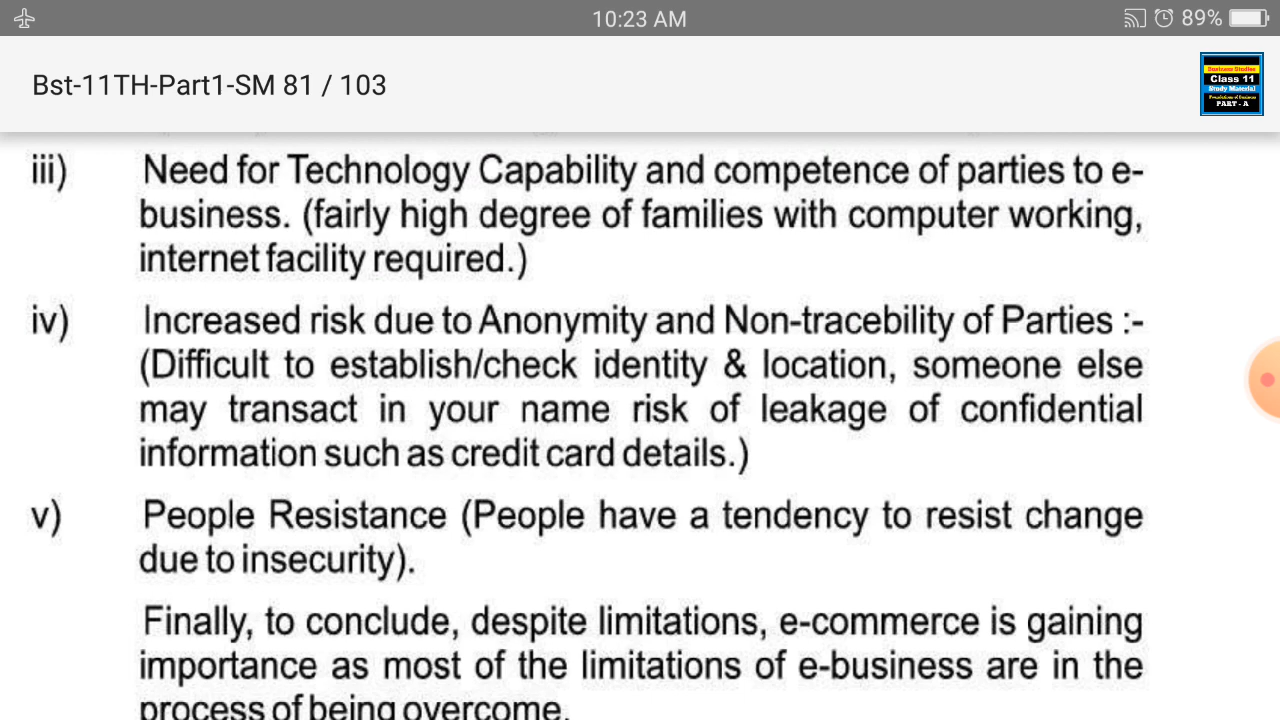 10:23 AM
89%
Bst-11TH-Part1-SM 81 / 103
Business Studies
Class 11
Study Material
PART - A
iii) Need for Technology Capability and competence of parties to e-
business. (fairly high degree of families with computer working,
internet facility required.)
iv) Increased risk due to Anonymity and Non-tracebility of Parties :-
(Difficult to establish/check identity & location, someone else
may transact in your name risk of leakage of confidential
information such as credit card details.)
v) People Resistance (People have a tendency to resist change
due to insecurity).
Finally, to conclude, despite limitations, e-commerce is gaining
importance as most of the limitations of e-business are in the
process of being overcome.